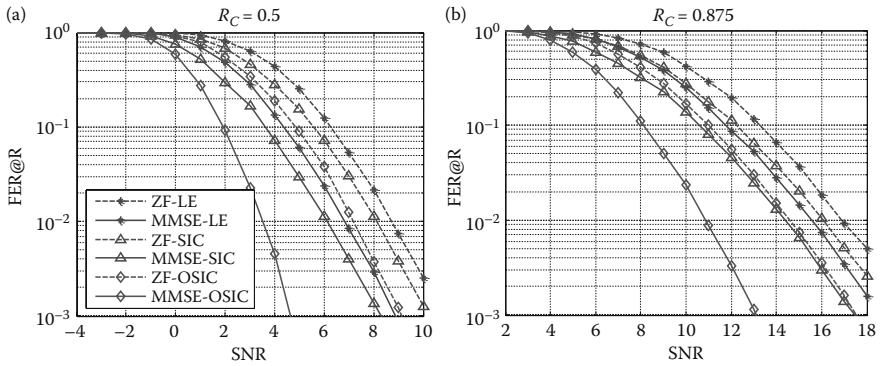 (a)
R_C = 0.5
FER@R
10^0
10^−1
10^−2
10^−3
ZF-LE
MMSE-LE
ZF-SIC
MMSE-SIC
ZF-OSIC
MMSE-OSIC
−4 −2 0 2 4 6 8 10
SNR
(b)
R_C = 0.875
FER@R
10^0
10^−1
10^−2
10^−3
2 4 6 8 10 12 14 16 18
SNR